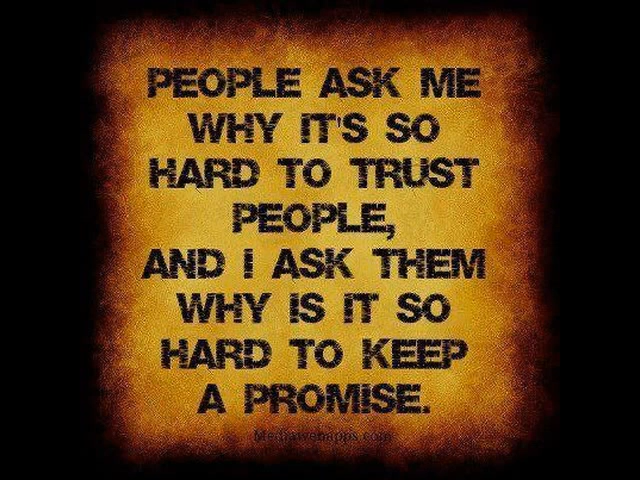 PEOPLE ASK ME
WHY IT'S SO
HARD TO TRUST
PEOPLE,
AND I ASK THEM
WHY IS IT SO
HARD TO KEEP
A PROMISE.